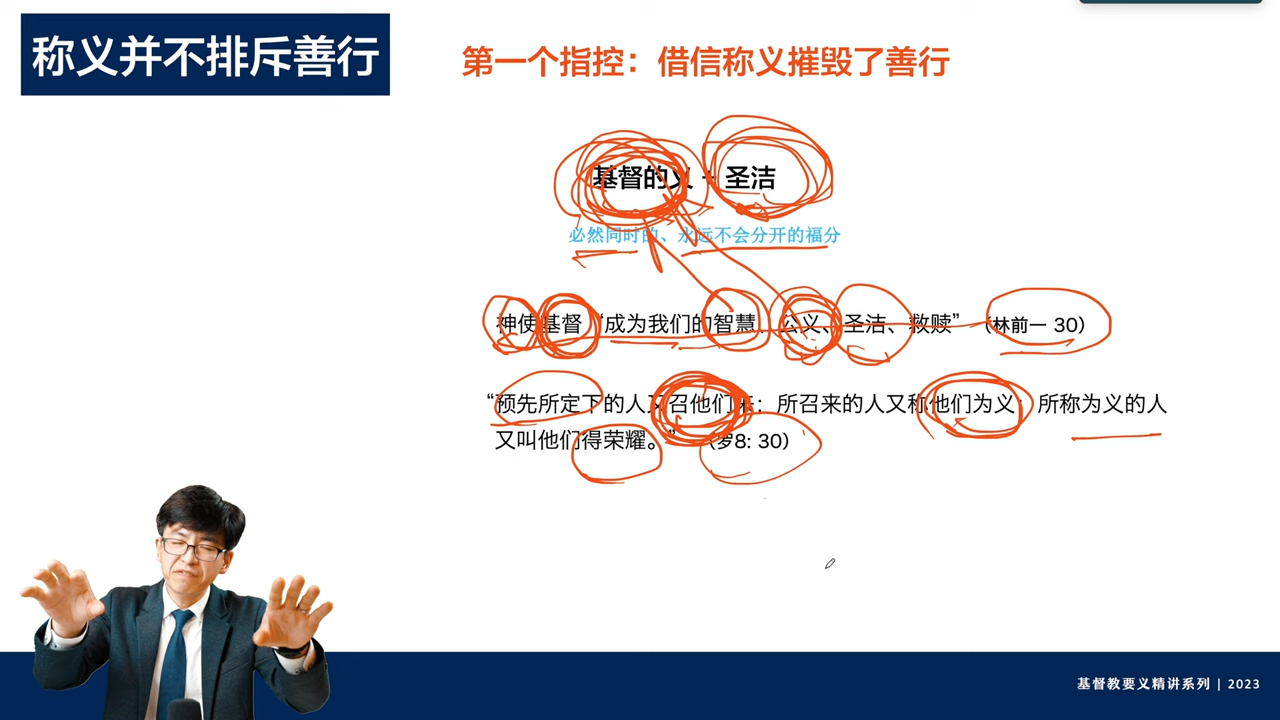 称义并不排斥善行
第一个指控：借信称义摧毁了善行
基督的义 - 圣洁
必然同时的、永远不会分开的福分
神使基督“成为我们的智慧、公义、圣洁、救赎”（林前一 30）
“预先所定下的人又召他们来：所召来的人又称他们为义；所称为义的人
又叫他们得荣耀。”（罗8: 30）
基督教要义精讲系列 | 2023